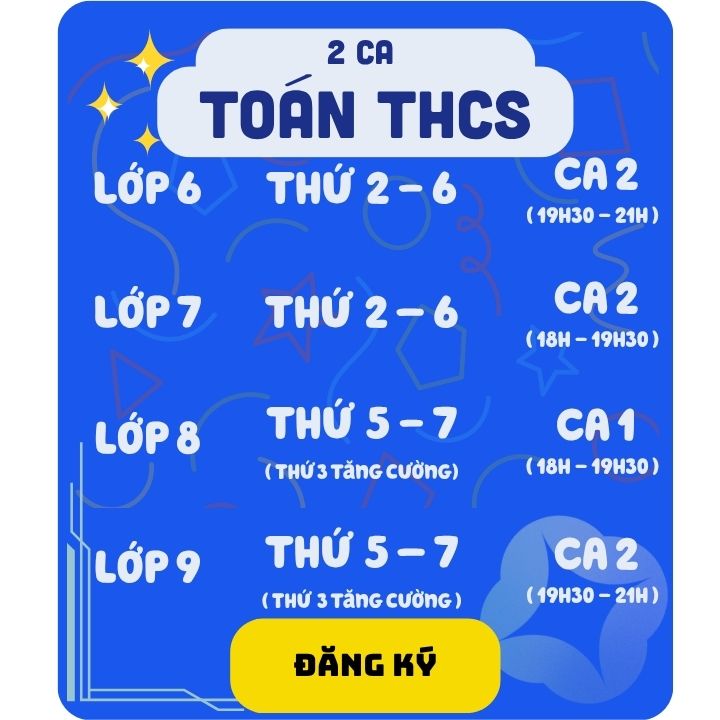 2 CA
TOÁN THCS
LỚP 6 THỨ 2 – 6 CA 2
( 19H30 – 21H )
LỚP 7 THỨ 2 – 6 CA 2
( 18H – 19H30 )
LỚP 8 THỨ 5 – 7 CA 1
( THỨ 3 TĂNG CƯỜNG) ( 18H – 19H30 )
LỚP 9 THỨ 5 – 7 CA 2
( THỨ 3 TĂNG CƯỜNG ) ( 19H30 – 21H )
ĐĂNG KÝ